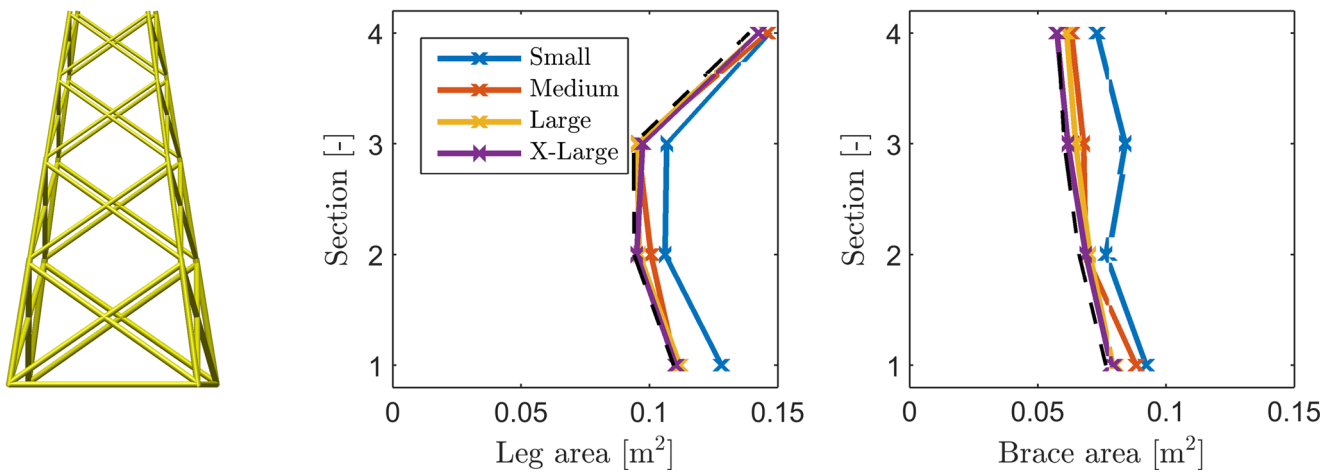 4
3
2
1
Section [-]
Small
Medium
Large
X-Large
0
0.05
0.1
0.15
Leg area [m²]
4
3
2
1
Section [-]
0
0.05
0.1
0.15
Brace area [m²]